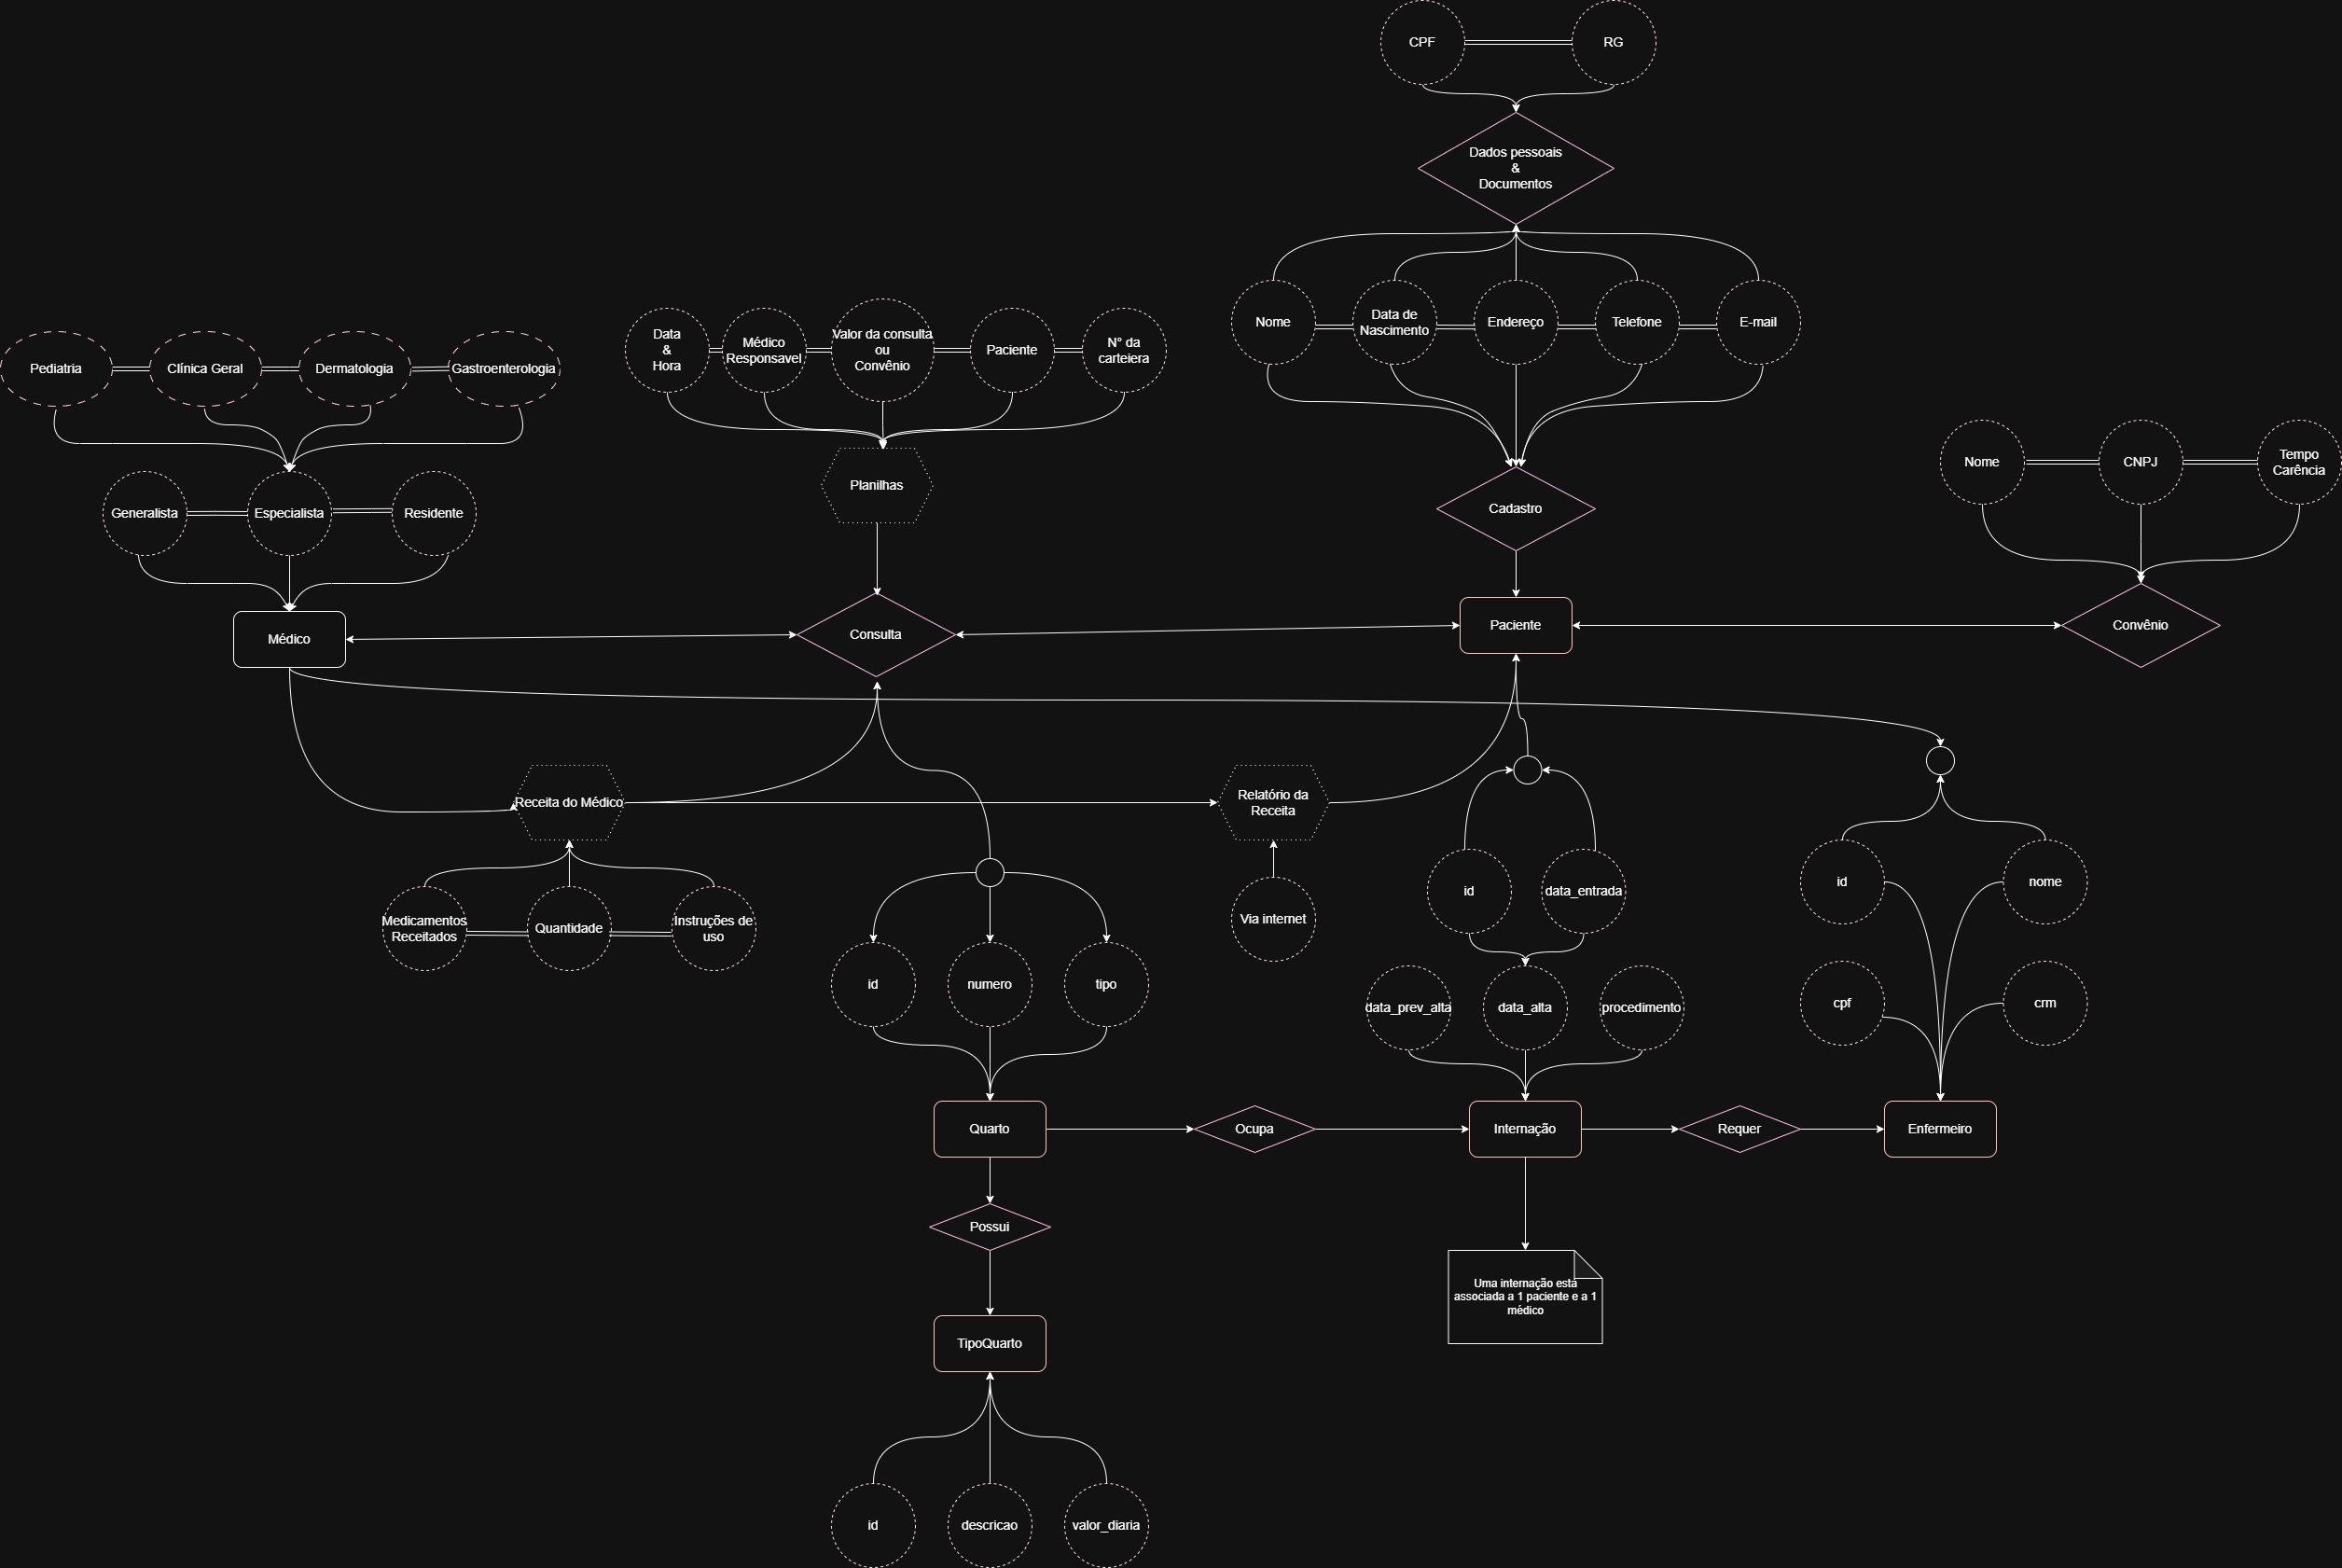 CPF
RG
Dados pessoais
&
Documentos
Nome
Data de
Nascimento
Endereço
Telefone
E-mail
Data
&
Hora
Médico
Responsavel
Valor da consulta
ou
Convênio
Paciente
N° da
carteiera
Pediatria
Clínica Geral
Dermatologia
Gastroenterologia
Nome
CNPJ
Tempo
Carência
Planilhas
Generalista
Especialista
Residente
Cadastro
Médico
Consulta
Paciente
Convênio
Receita do Médico
Relatório da
Receita
Medicamentos
Receitados
Quantidade
Instruções de
uso
Via internet
id
data_entrada
id
nome
id
numero
tipo
data_prev_alta
data_alta
procedimento
cpf
crm
Quarto
Ocupa
Internação
Requer
Enfermeiro
Possui
Uma internação está
associada a 1 paciente e a 1
médico
TipoQuarto
id
descricao
valor_diaria